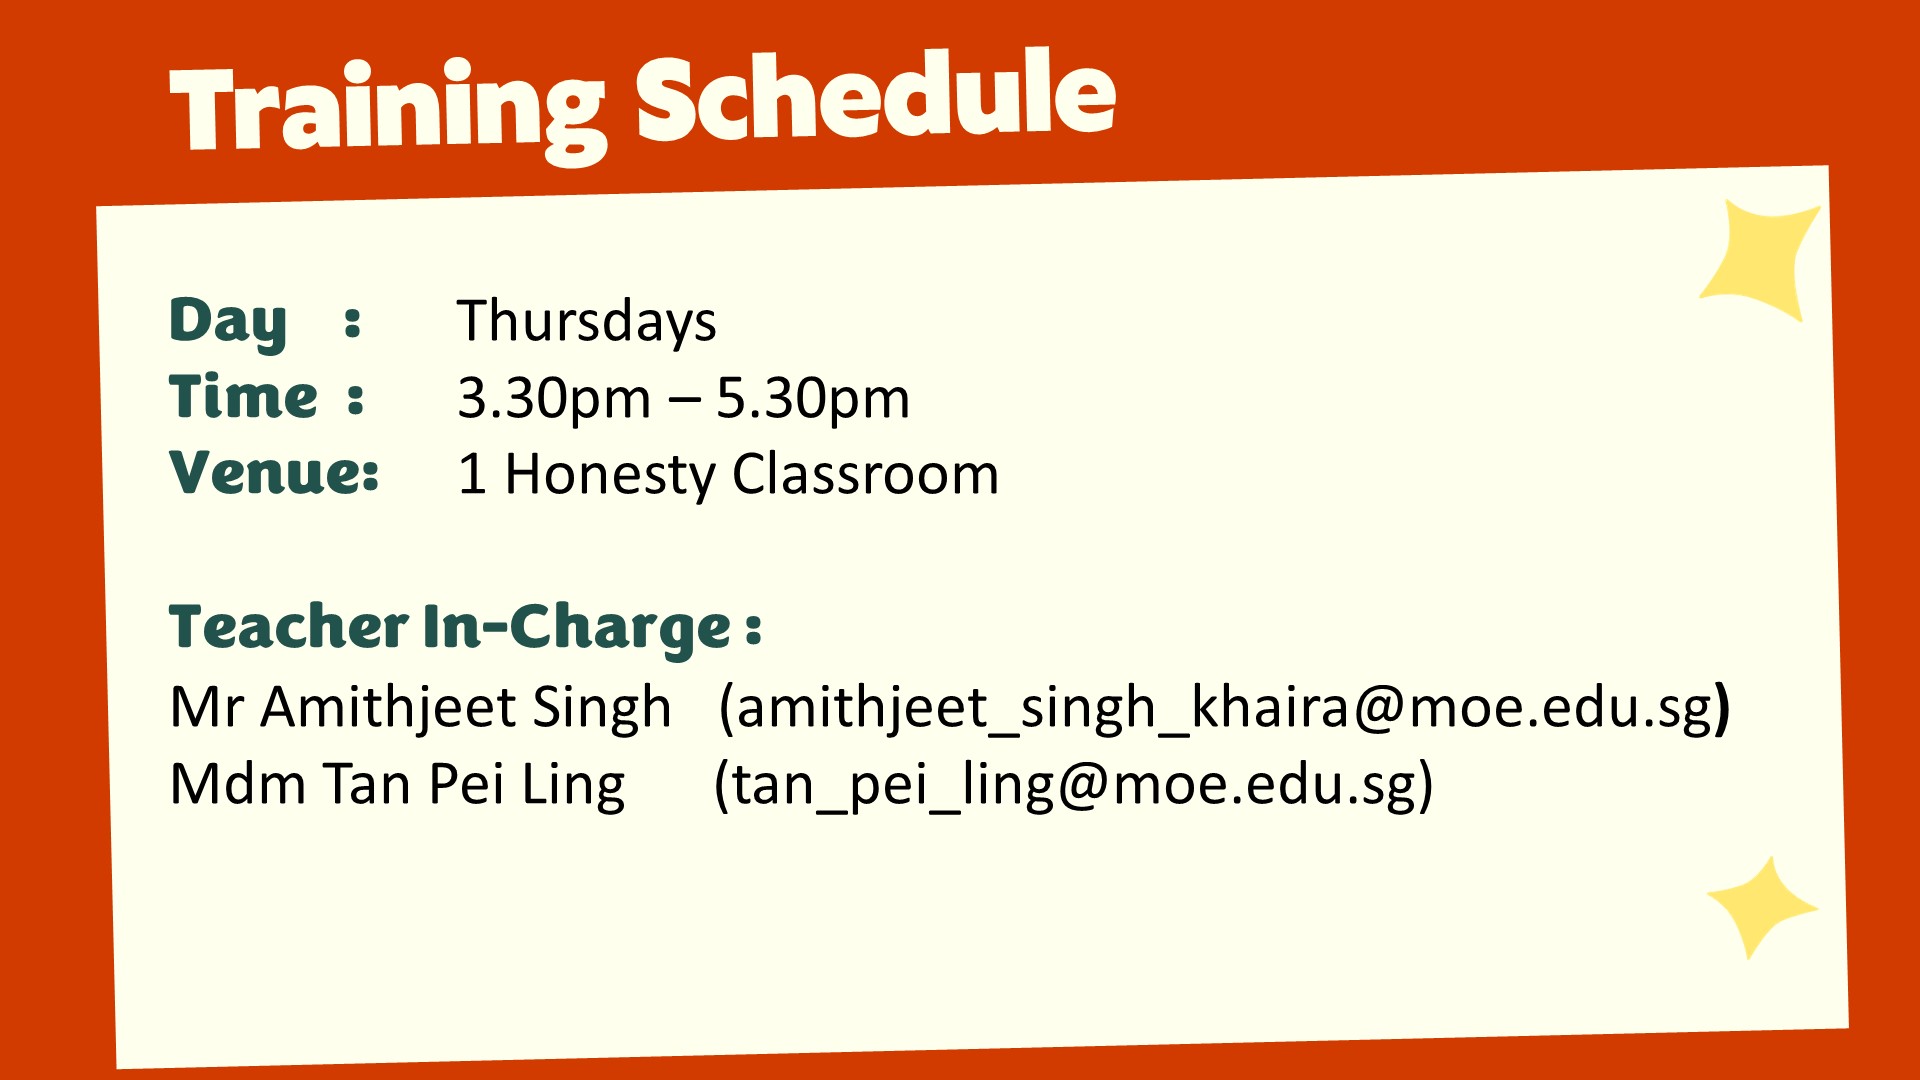 Training Schedule
Day : Thursdays
Time : 3.30pm – 5.30pm
Venue: 1 Honesty Classroom
Teacher In-Charge :
Mr Amithjeet Singh (amithjeet_singh_khaira@moe.edu.sg)
Mdm Tan Pei Ling (tan_pei_ling@moe.edu.sg)